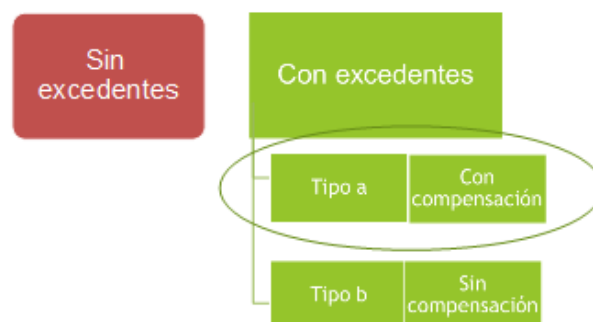 Sin
excedentes
Con excedentes
Tipo a
Con
compensación
Tipo b
Sin
compensación